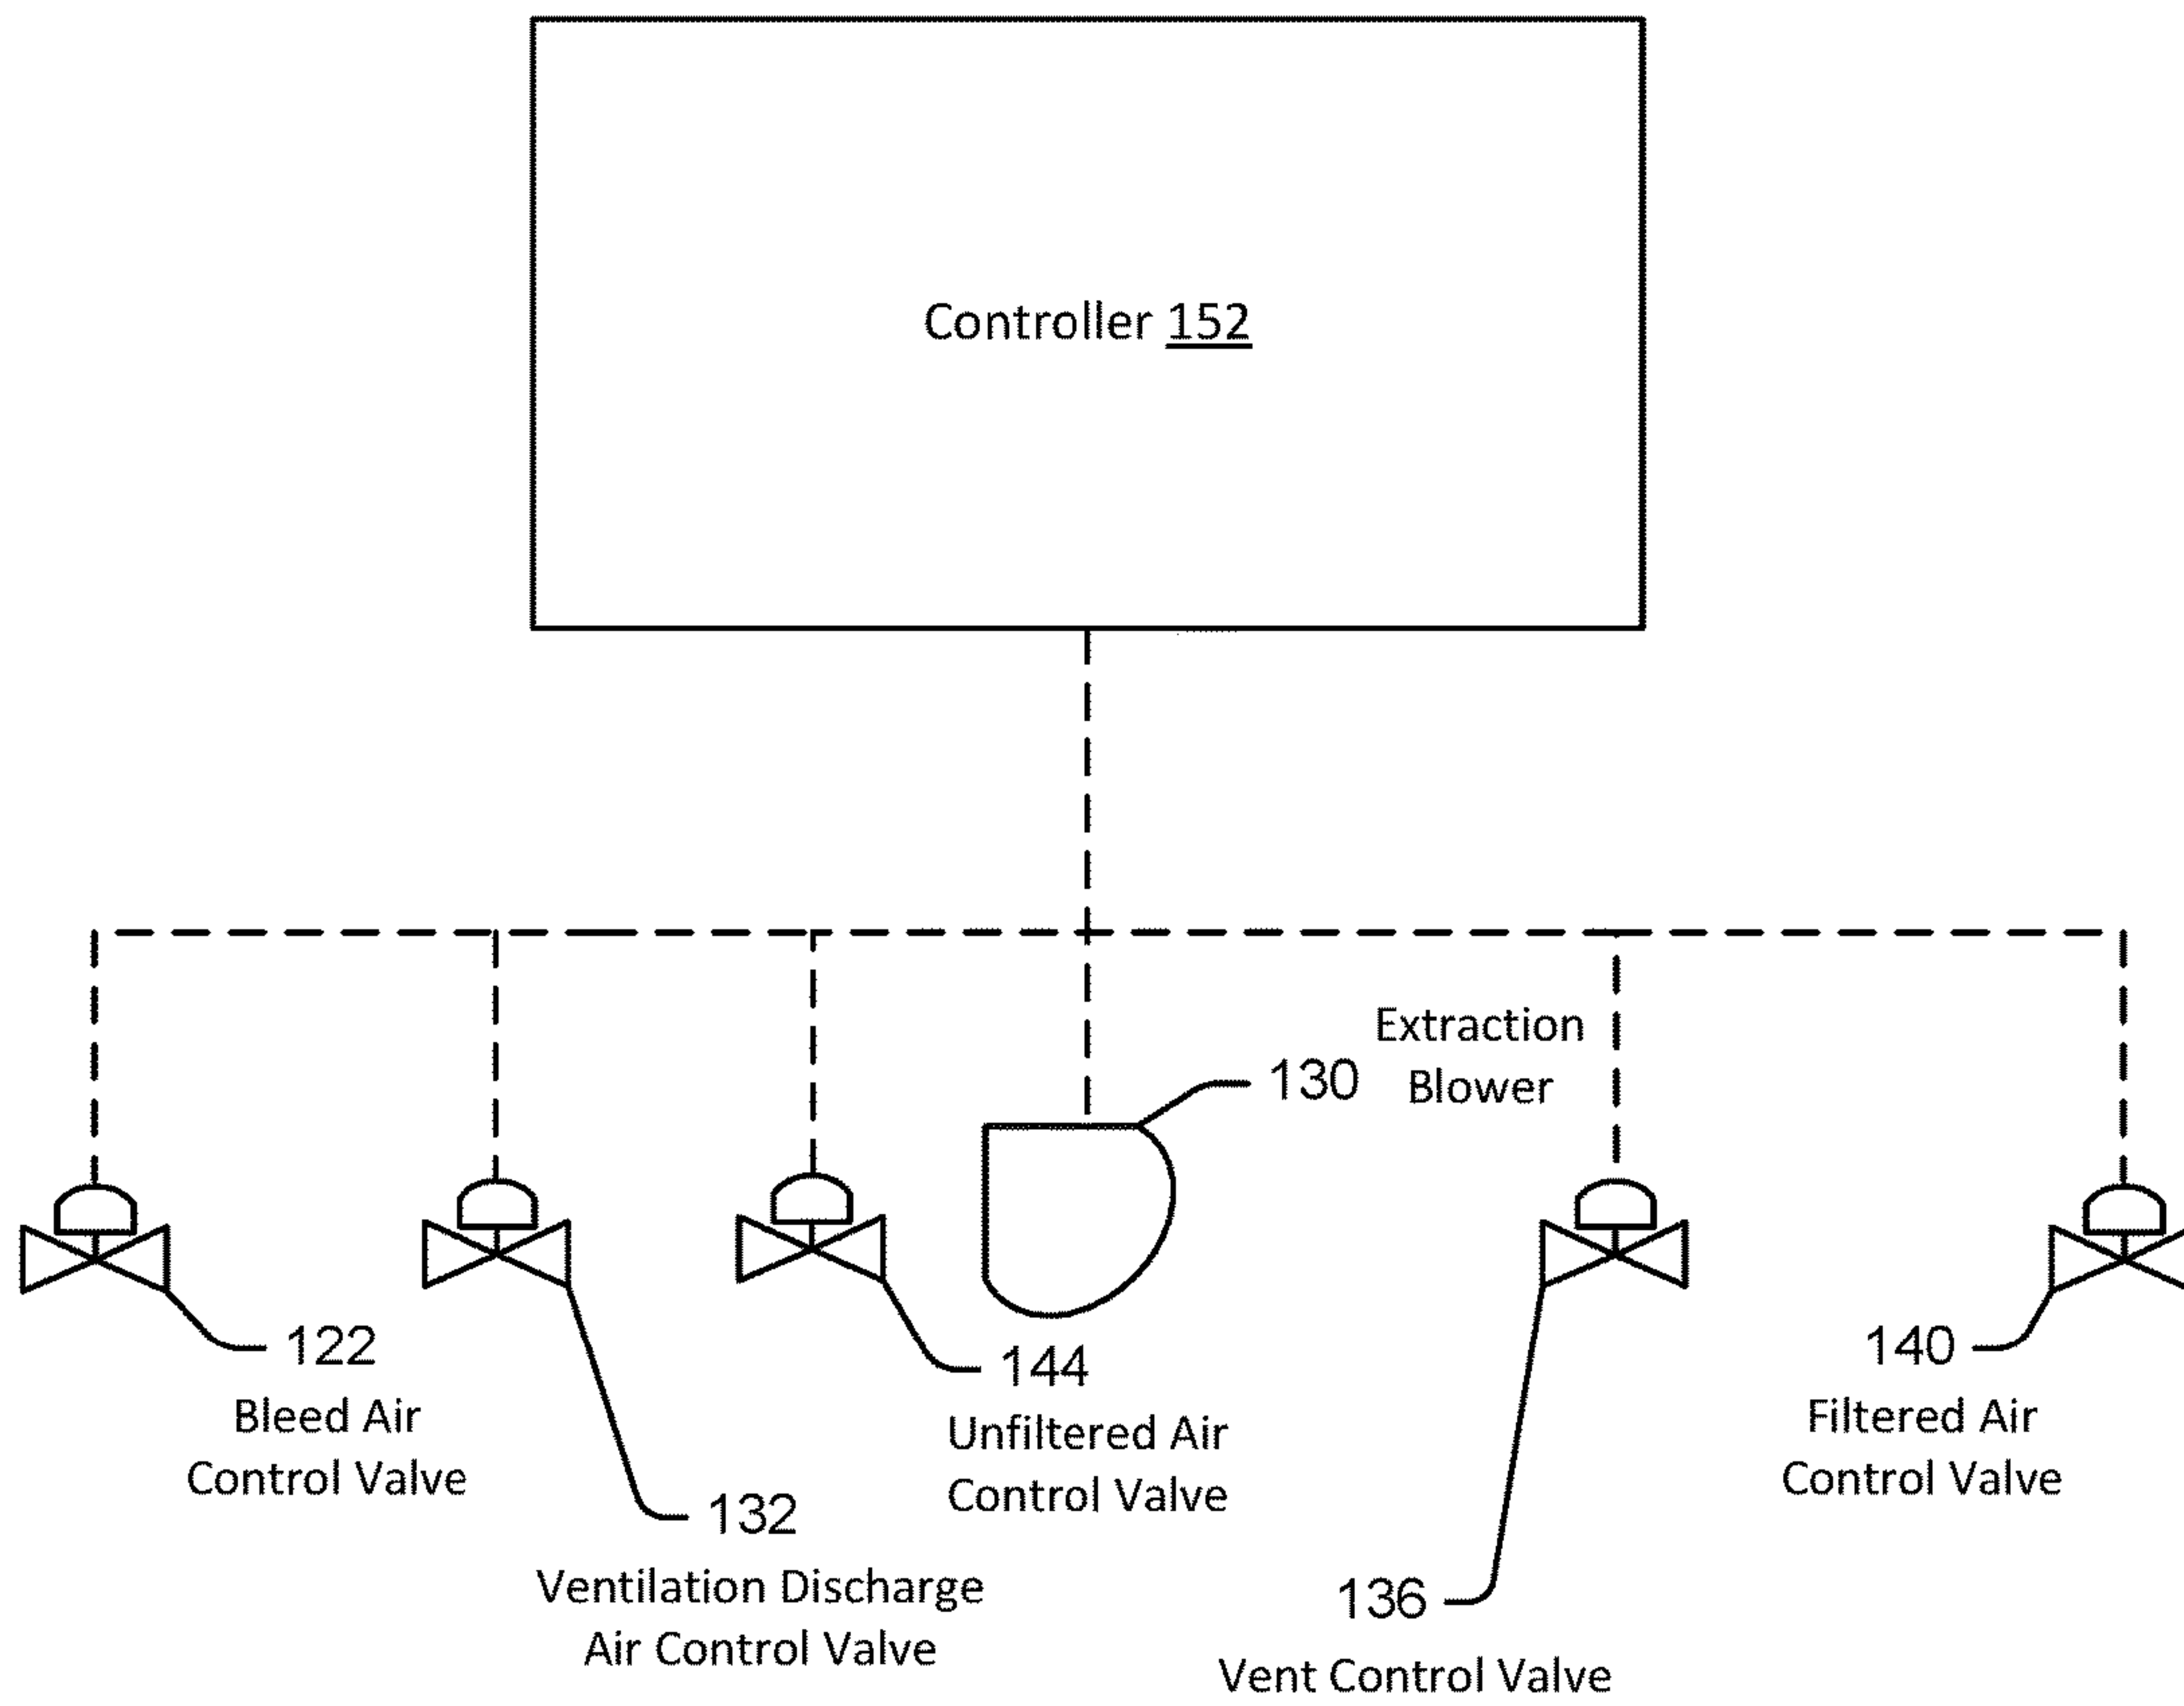 Controller 152
Extraction
Blower
130
122
Bleed Air
Control Valve
132
Ventilation Discharge
Air Control Valve
144
Unfiltered Air
Control Valve
136
Vent Control Valve
140
Filtered Air
Control Valve